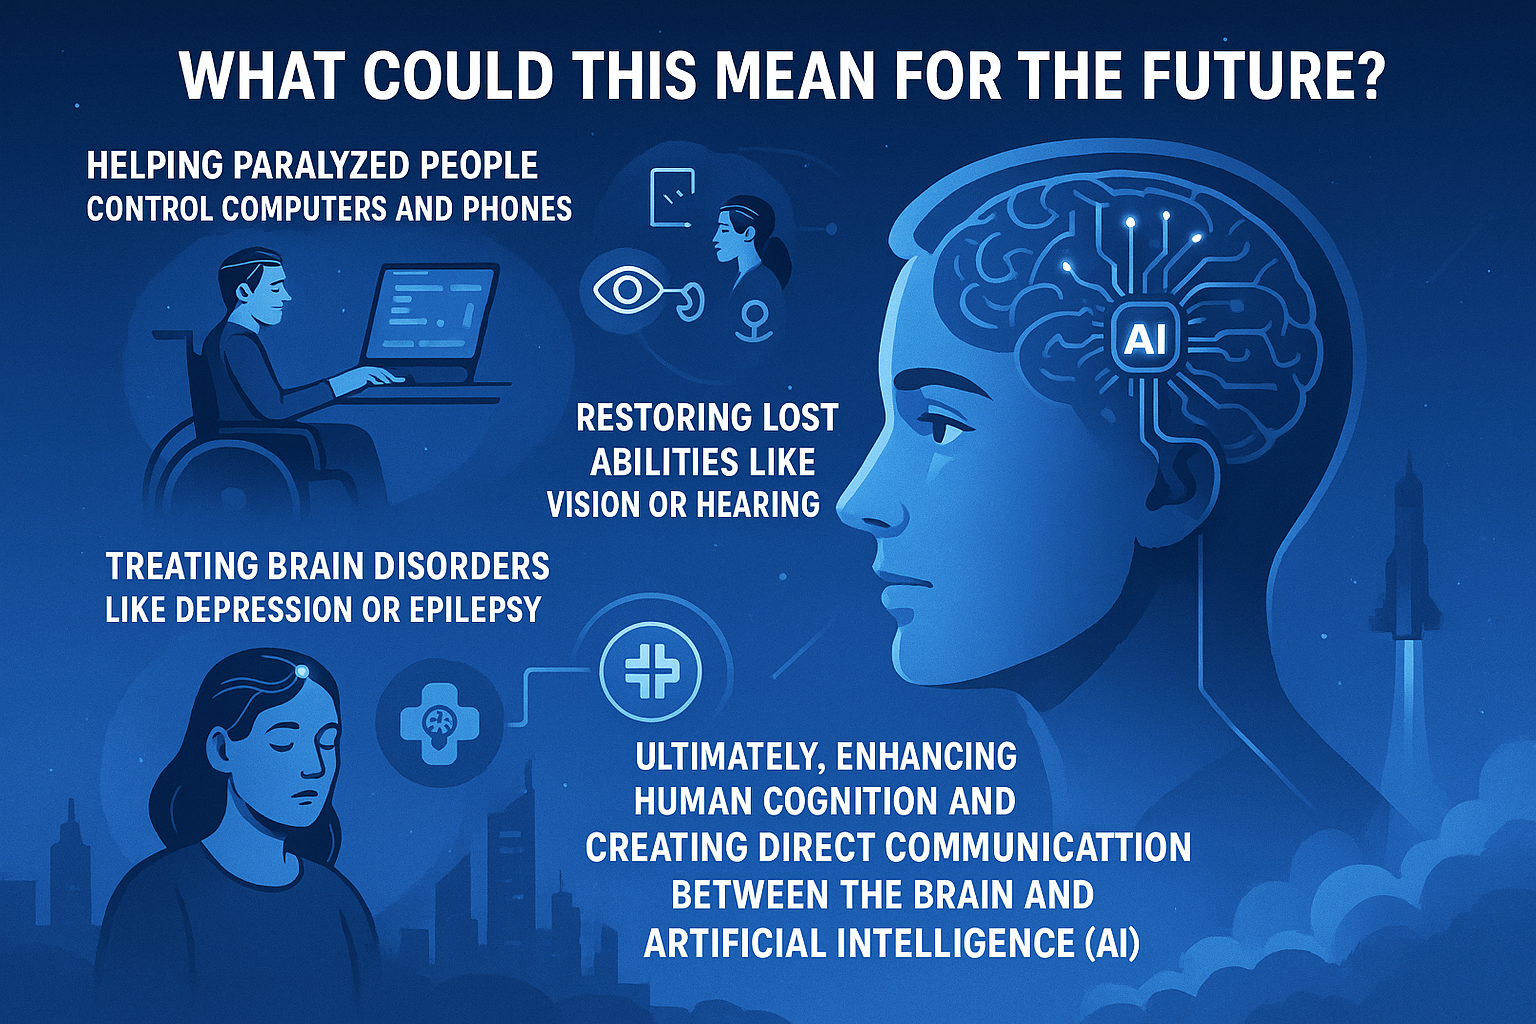 WHAT COULD THIS MEAN FOR THE FUTURE?
HELPING PARALYZED PEOPLE
CONTROL COMPUTERS AND PHONES
RESTORING LOST
ABILITIES LIKE
VISION OR HEARING
TREATING BRAIN DISORDERS
LIKE DEPRESSION OR EPILEPSY
ULTIMATELY, ENHANCING
HUMAN COGNITION AND
CREATING DIRECT COMMUNICATTION
BETWEEN THE BRAIN AND
ARTIFICIAL INTELLIGENCE (AI)
AI